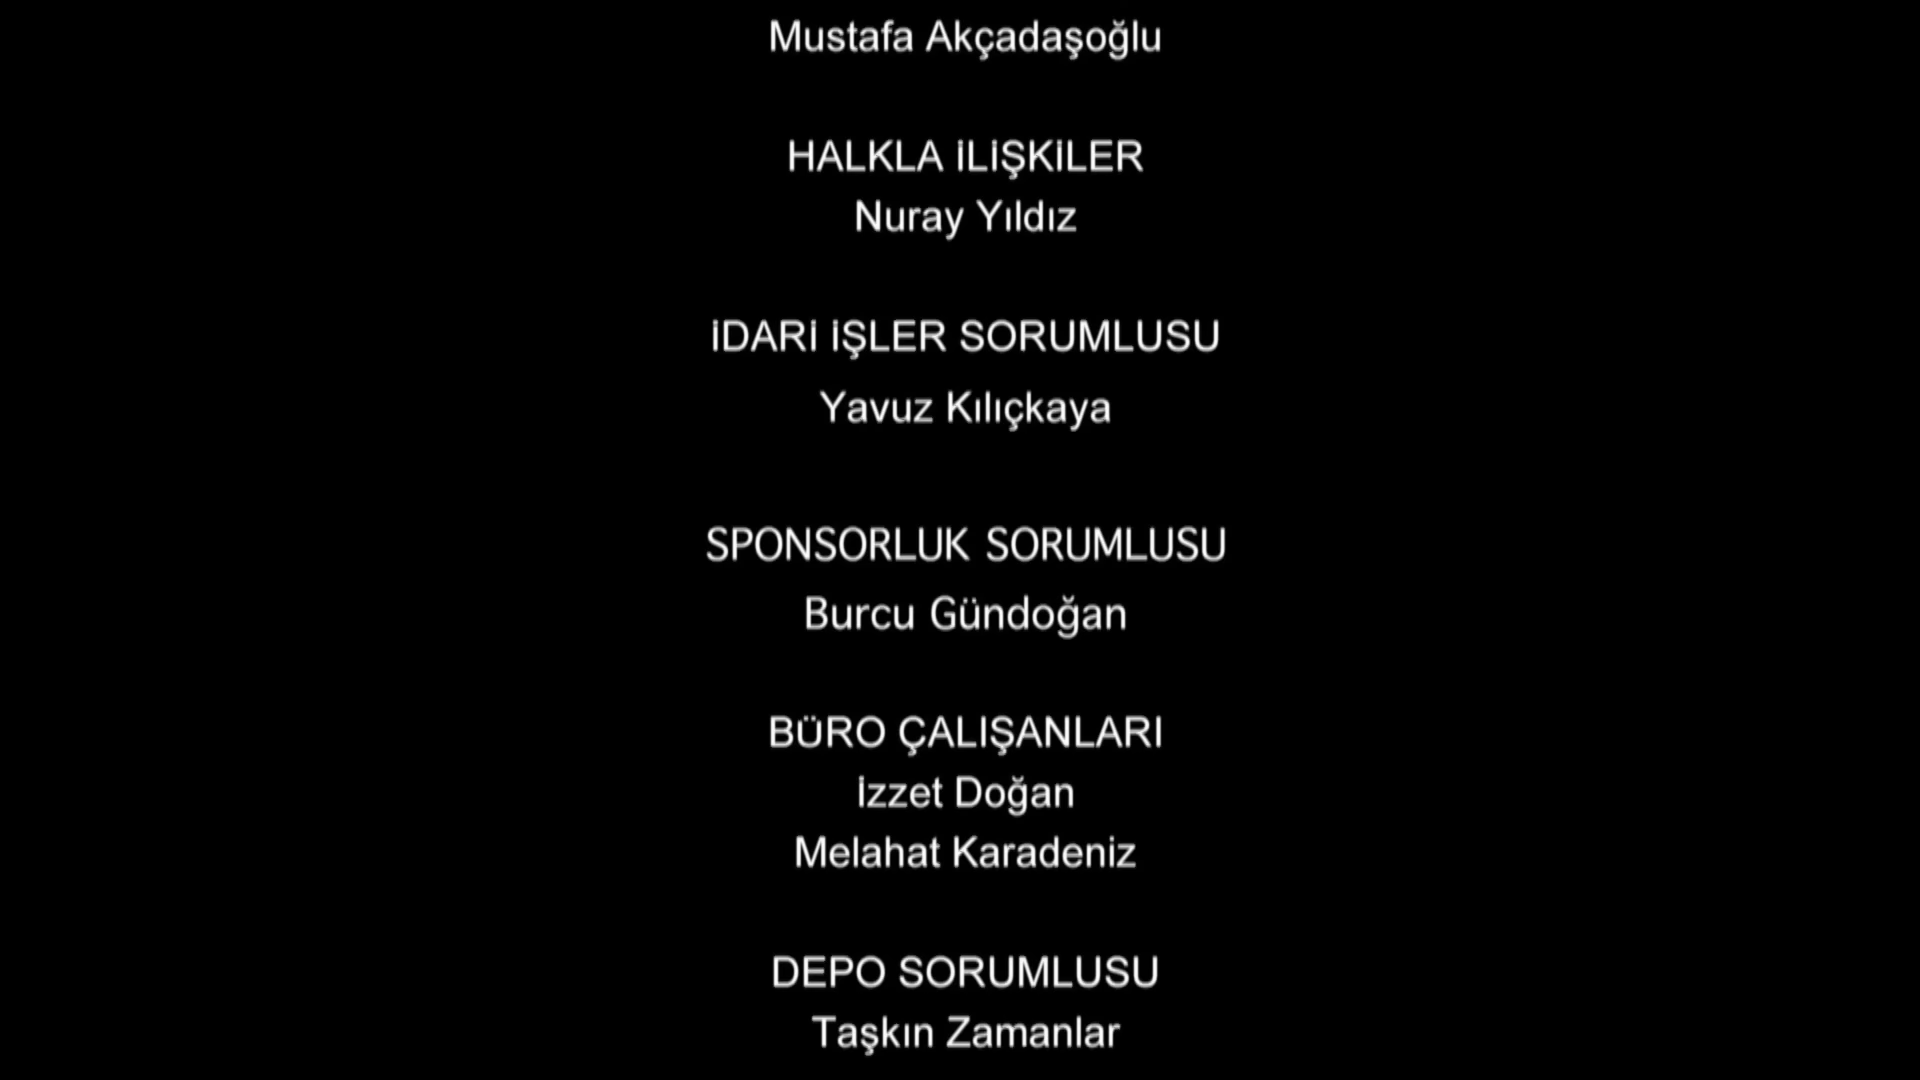 Mustafa Akçadaşoğlu
HALKLA İLİŞKİLER
Nuray Yıldız
İDARİ İŞLER SORUMLUSU
Yavuz Kılıçkaya
SPONSORLUK SORUMLUSU
Burcu Gündoğan
BÜRO ÇALIŞANLARI
İzzet Doğan
Melahat Karadeniz
DEPO SORUMLUSU
Taşkın Zamanlar